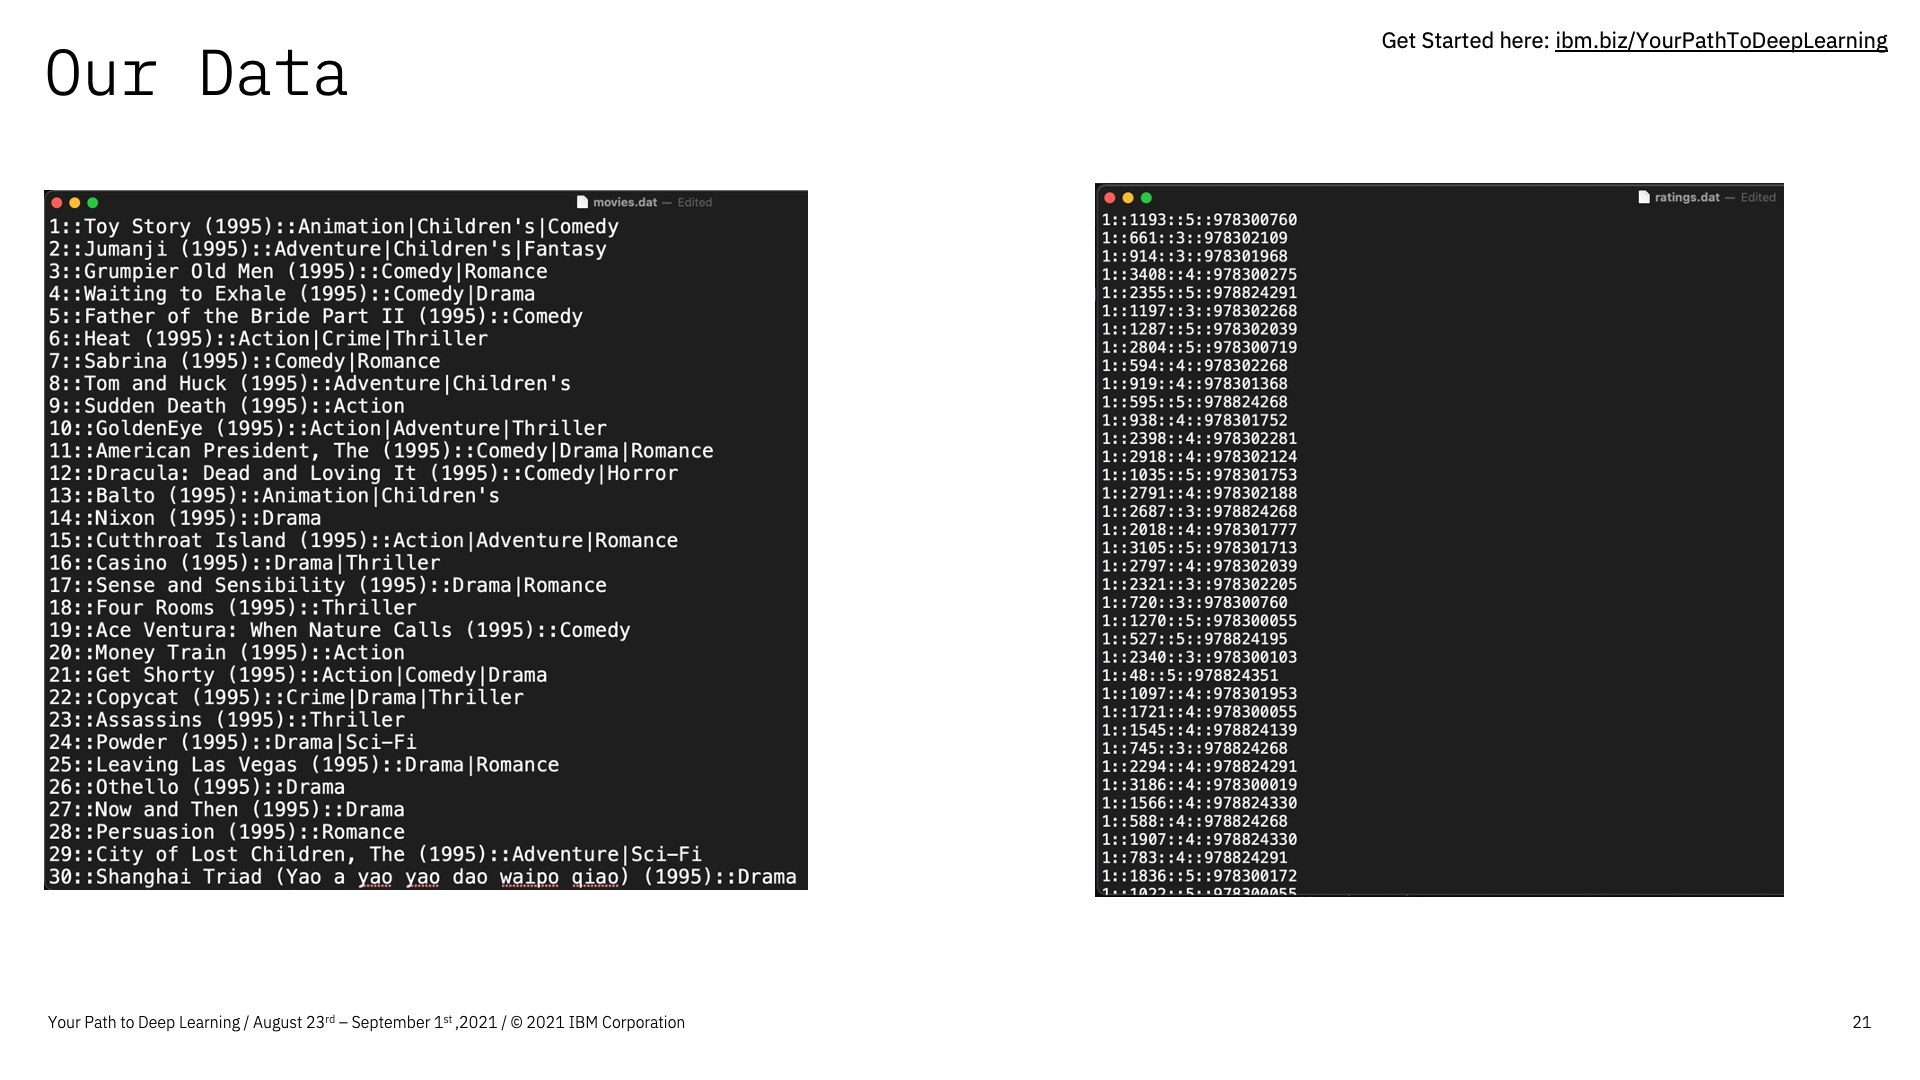 Get Started here: ibm.biz/YourPathToDeepLearning
Our Data
movies.dat — Edited
1::Toy Story (1995)::Animation|Children's|Comedy
2::Jumanji (1995)::Adventure|Children's|Fantasy
3::Grumpier Old Men (1995)::Comedy|Romance
4::Waiting to Exhale (1995)::Comedy|Drama
5::Father of the Bride Part II (1995)::Comedy
6::Heat (1995)::Action|Crime|Thriller
7::Sabrina (1995)::Comedy|Romance
8::Tom and Huck (1995)::Adventure|Children's
9::Sudden Death (1995)::Action
10::GoldenEye (1995)::Action|Adventure|Thriller
11::American President, The (1995)::Comedy|Drama|Romance
12::Dracula: Dead and Loving It (1995)::Comedy|Horror
13::Balto (1995)::Animation|Children's
14::Nixon (1995)::Drama
15::Cutthroat Island (1995)::Action|Adventure|Romance
16::Casino (1995)::Drama|Thriller
17::Sense and Sensibility (1995)::Drama|Romance
18::Four Rooms (1995)::Thriller
19::Ace Ventura: When Nature Calls (1995)::Comedy
20::Money Train (1995)::Action
21::Get Shorty (1995)::Action|Comedy|Drama
22::Copycat (1995)::Crime|Drama|Thriller
23::Assassins (1995)::Thriller
24::Powder (1995)::Drama|Sci-Fi
25::Leaving Las Vegas (1995)::Drama|Romance
26::Othello (1995)::Drama
27::Now and Then (1995)::Drama
28::Persuasion (1995)::Romance
29::City of Lost Children, The (1995)::Adventure|Sci-Fi
30::Shanghai Triad (Yao a yao yao dao waipo qiao) (1995)::Drama
ratings.dat — Edited
1::1193::5::978300760
1::661::3::978302109
1::914::3::978301968
1::3408::4::978300275
1::2355::5::978824291
1::1197::3::978302268
1::1287::5::978302039
1::2804::5::978300719
1::594::4::978302268
1::919::4::978301368
1::595::5::978824268
1::938::4::978301752
1::2398::4::978302281
1::2918::4::978302124
1::1035::5::978301753
1::2791::4::978302188
1::2687::3::978824268
1::2018::4::978301777
1::3105::5::978301713
1::2797::4::978302039
1::2321::3::978302205
1::720::3::978300760
1::1270::5::978300055
1::527::5::978824195
1::2340::3::978300103
1::48::5::978824351
1::1097::4::978301953
1::1721::4::978300055
1::1545::4::978824139
1::745::3::978824268
1::2294::4::978824291
1::3186::4::978300019
1::1566::4::978824330
1::588::4::978824268
1::1907::4::978824330
1::783::4::978824291
1::1836::5::978300172
1::1022::5::978300055
Your Path to Deep Learning / August 23rd – September 1st ,2021 / © 2021 IBM Corporation
21